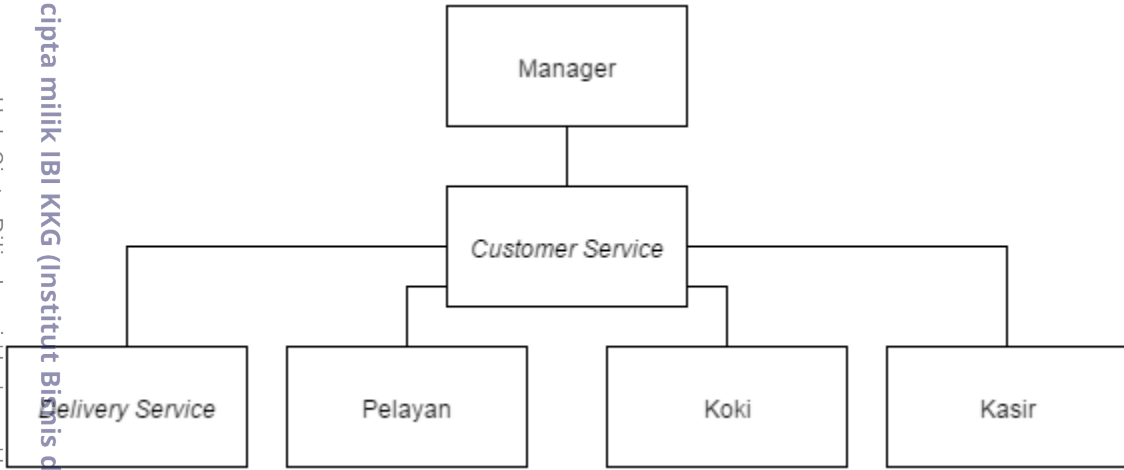 Manager
Customer Service
Delivery Service
Pelayan
Koki
Kasir
cipta milik IBI KKG (Institut Bisnis d